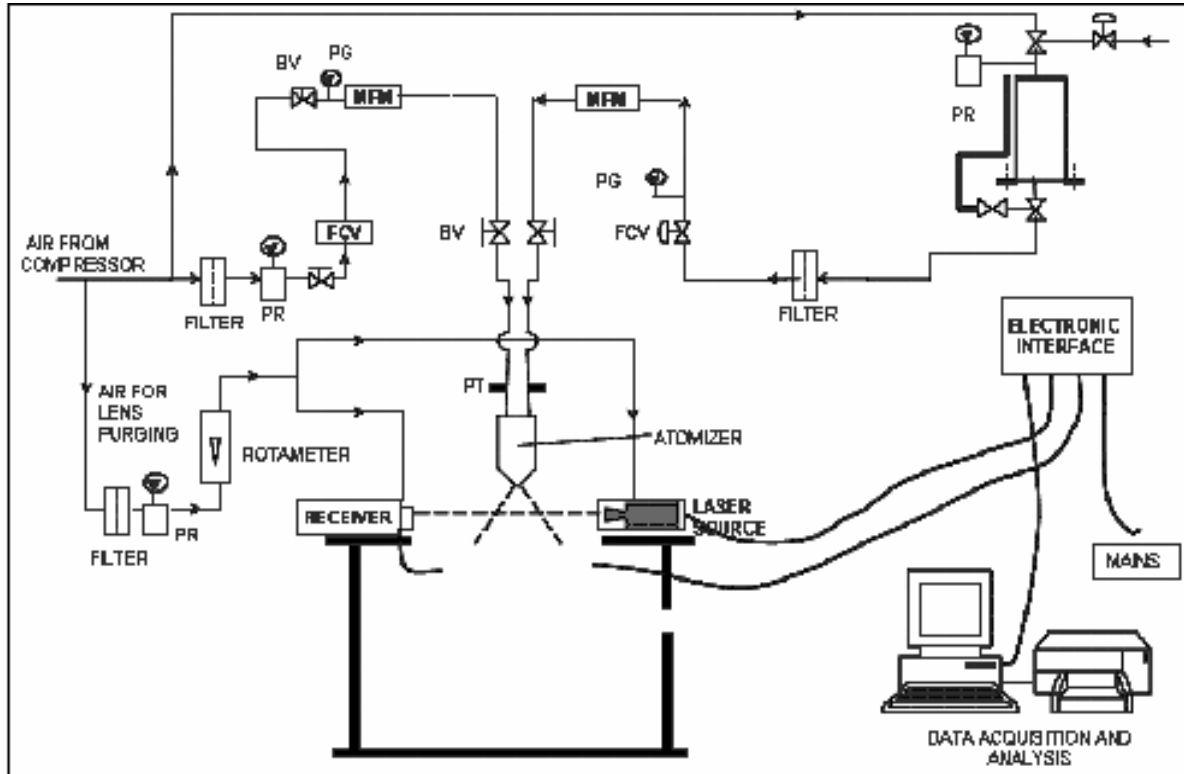 BV
PG
MFM
MFM
PR
PG
BV
FCV
FCV
AIR FROM
COMPRESSOR
FILTER
PR
FILTER
ELECTRONIC
INTERFACE
PT
AIR FOR
LENS
PURGING
ROTAMETER
ATOMIZER
RECEIVER
LASER
SOURCE
FILTER
PR
MAINS
DATA ACQUISITION AND
ANALYSIS